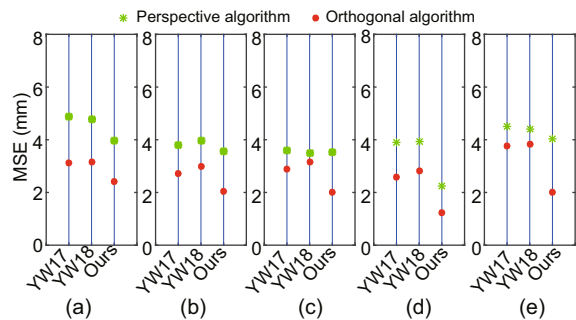 Perspective algorithm Orthogonal algorithm
MSE (mm)
8 8 8 8 8
6 6 6 6 6
4 4 4 4 4
2 2 2 2 2
0 0 0 0 0
YW17 YW18 Ours YW17 YW18 Ours YW17 YW18 Ours YW17 YW18 Ours YW17 YW18 Ours
(a) (b) (c) (d) (e)